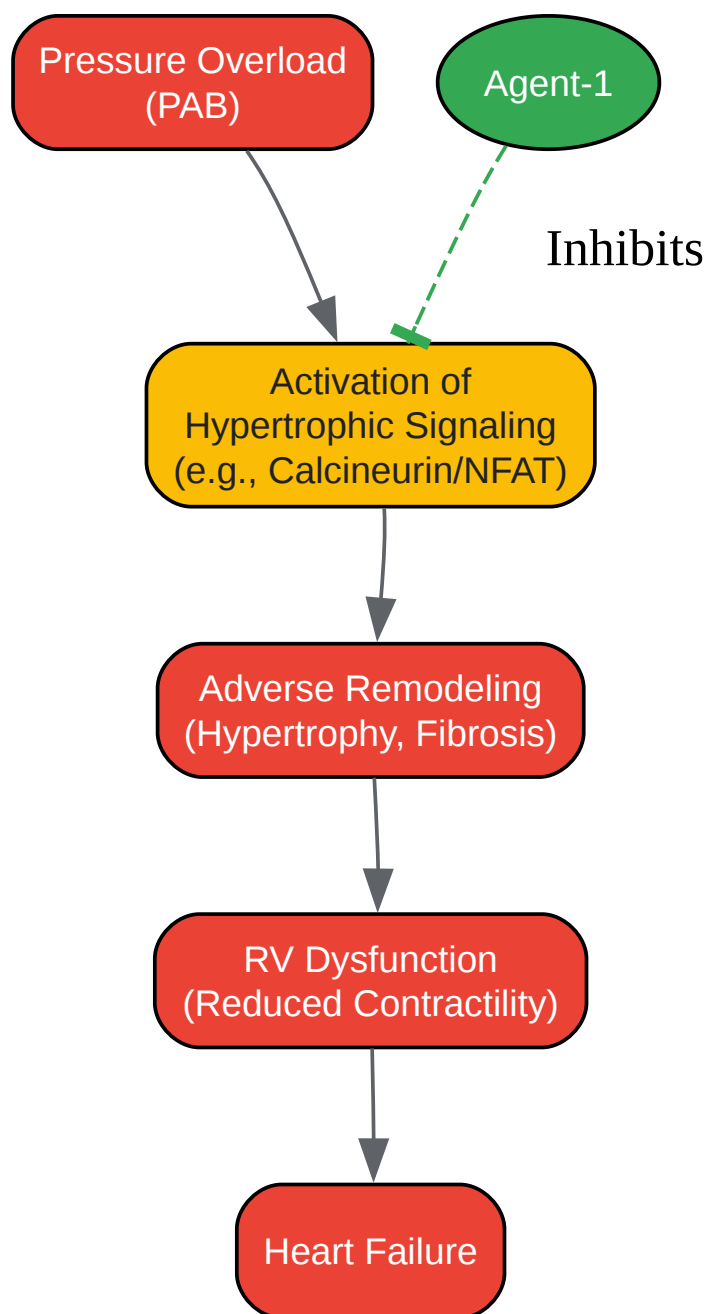 Pressure Overload
(PAB)
Agent-1
Inhibits
Activation of
Hypertrophic Signaling
(e.g., Calcineurin/NFAT)
Adverse Remodeling
(Hypertrophy, Fibrosis)
RV Dysfunction
(Reduced Contractility)
Heart Failure